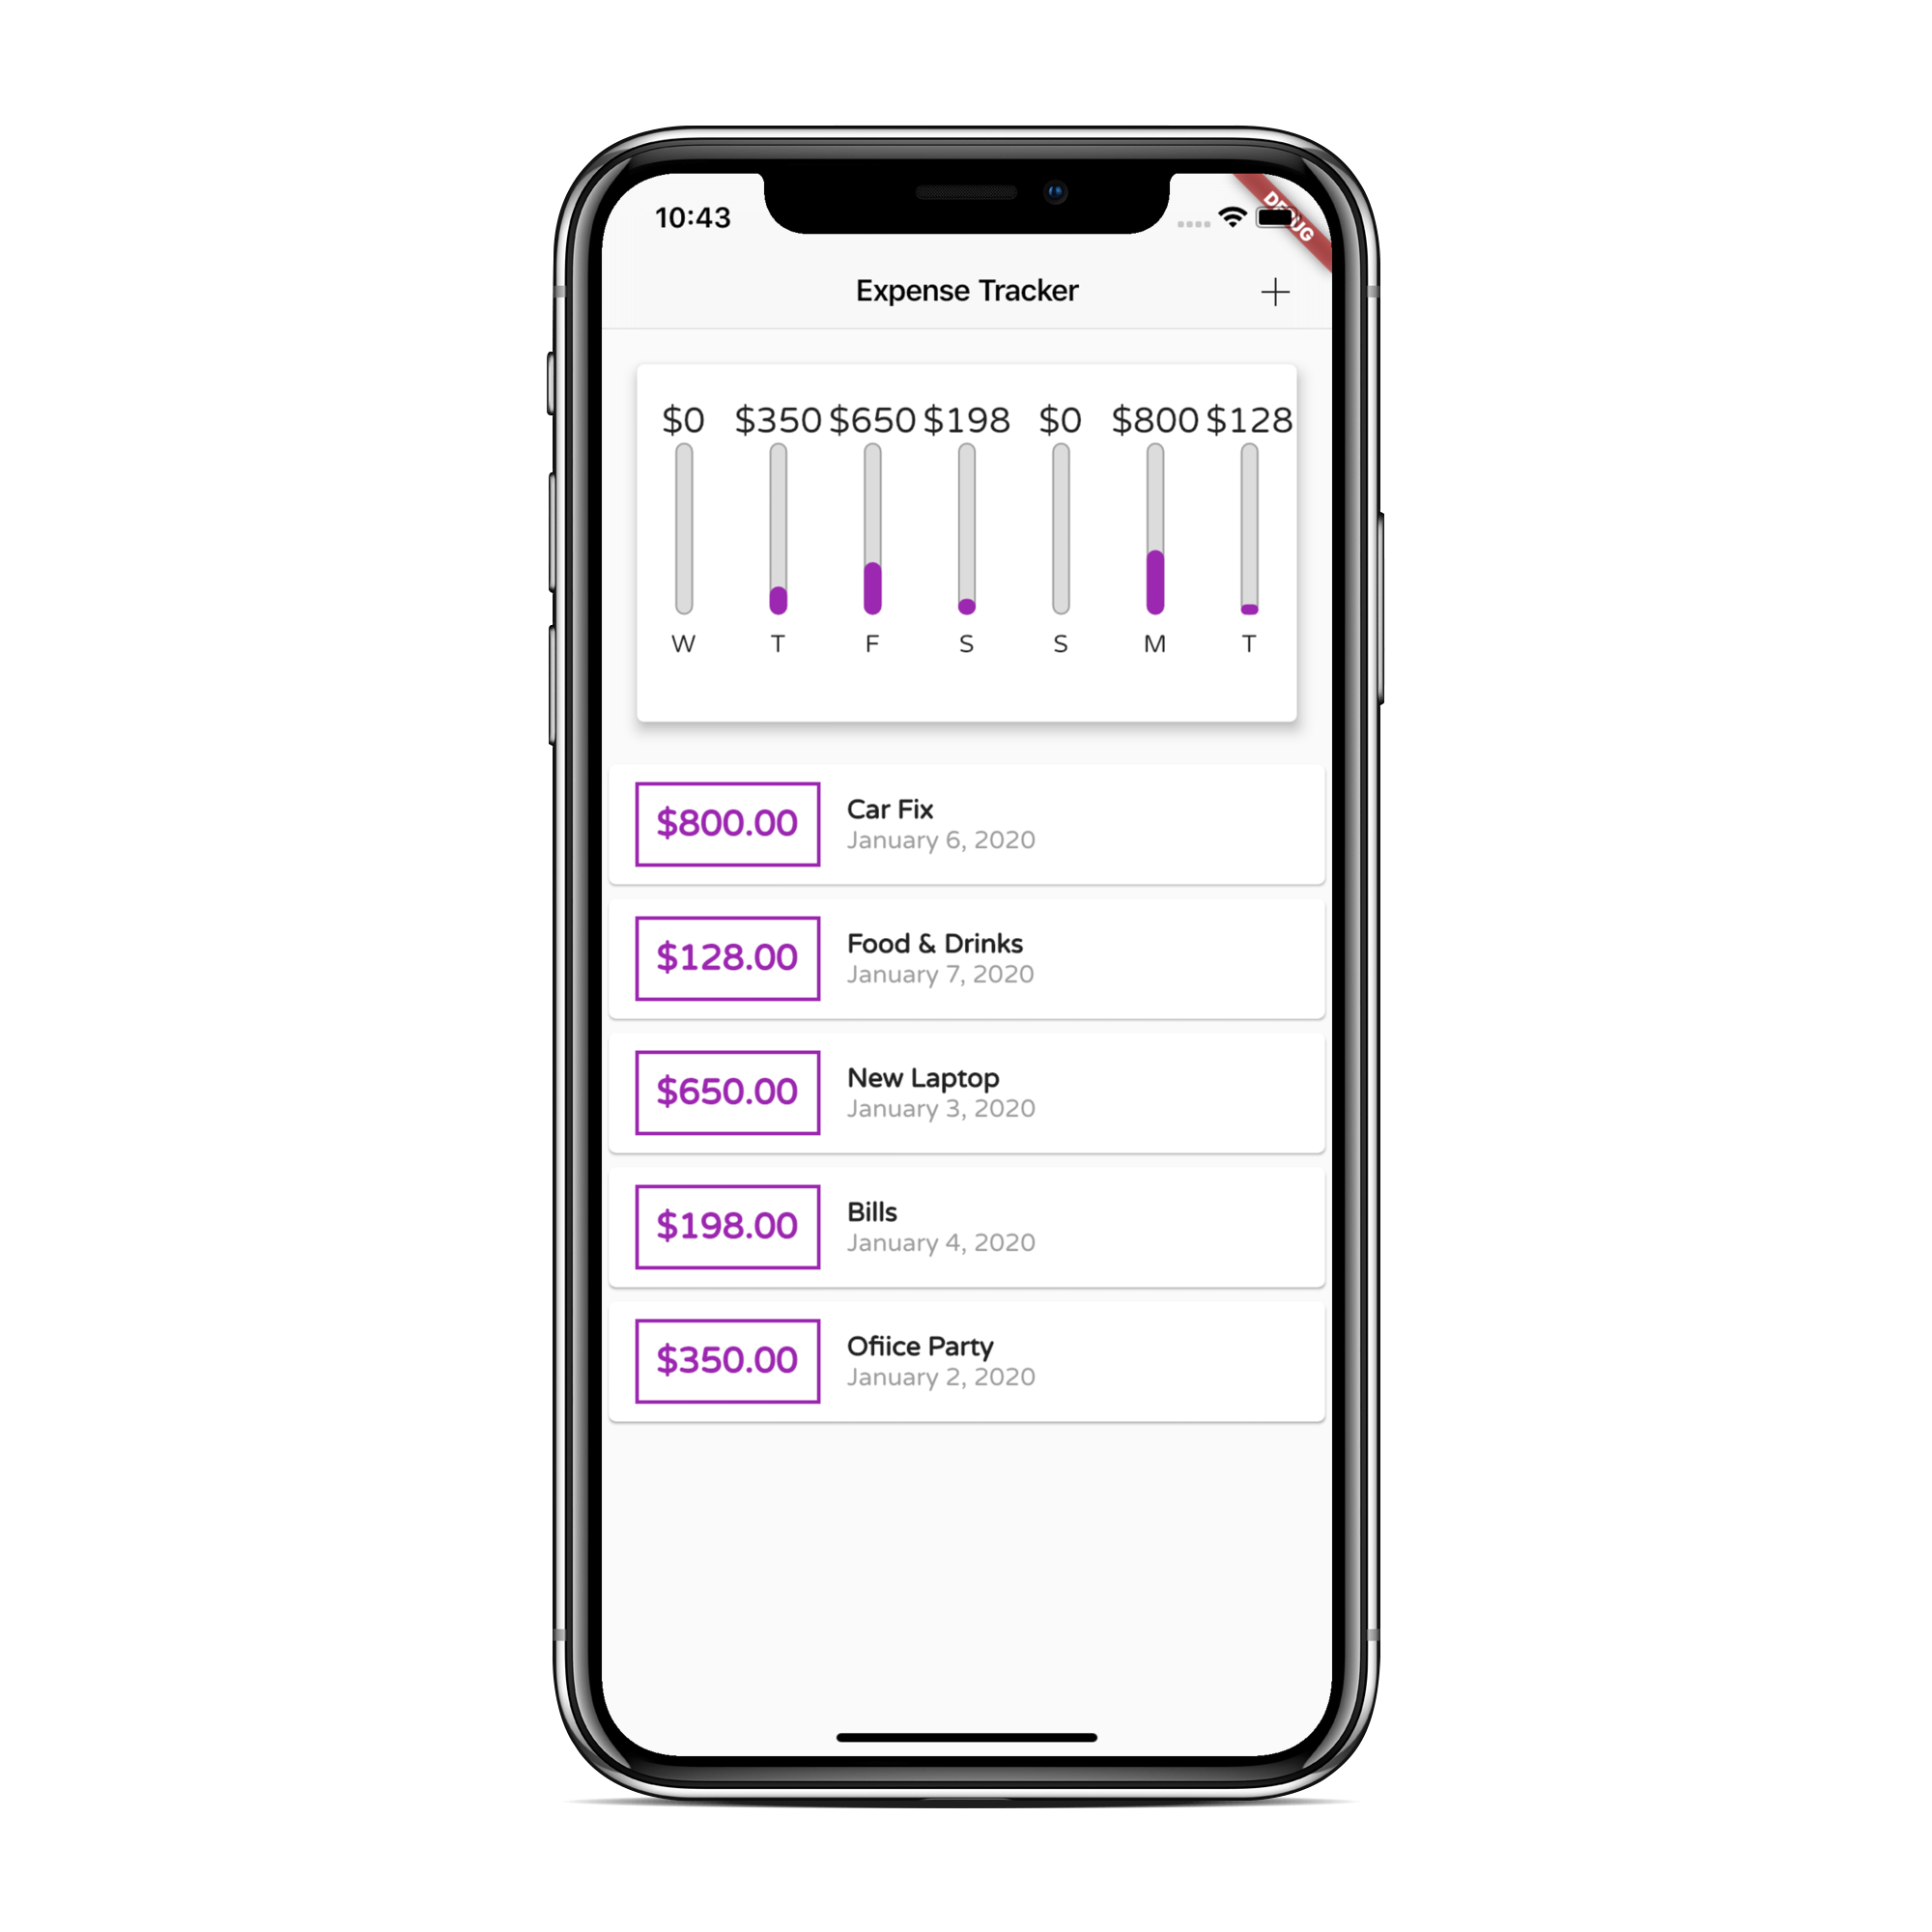 10:43
DEBUG
Expense Tracker
$0 $350 $650 $198 $0 $800 $128
W T F S S M T
$800.00
Car Fix
January 6, 2020
$128.00
Food & Drinks
January 7, 2020
$650.00
New Laptop
January 3, 2020
$198.00
Bills
January 4, 2020
$350.00
Ofiice Party
January 2, 2020